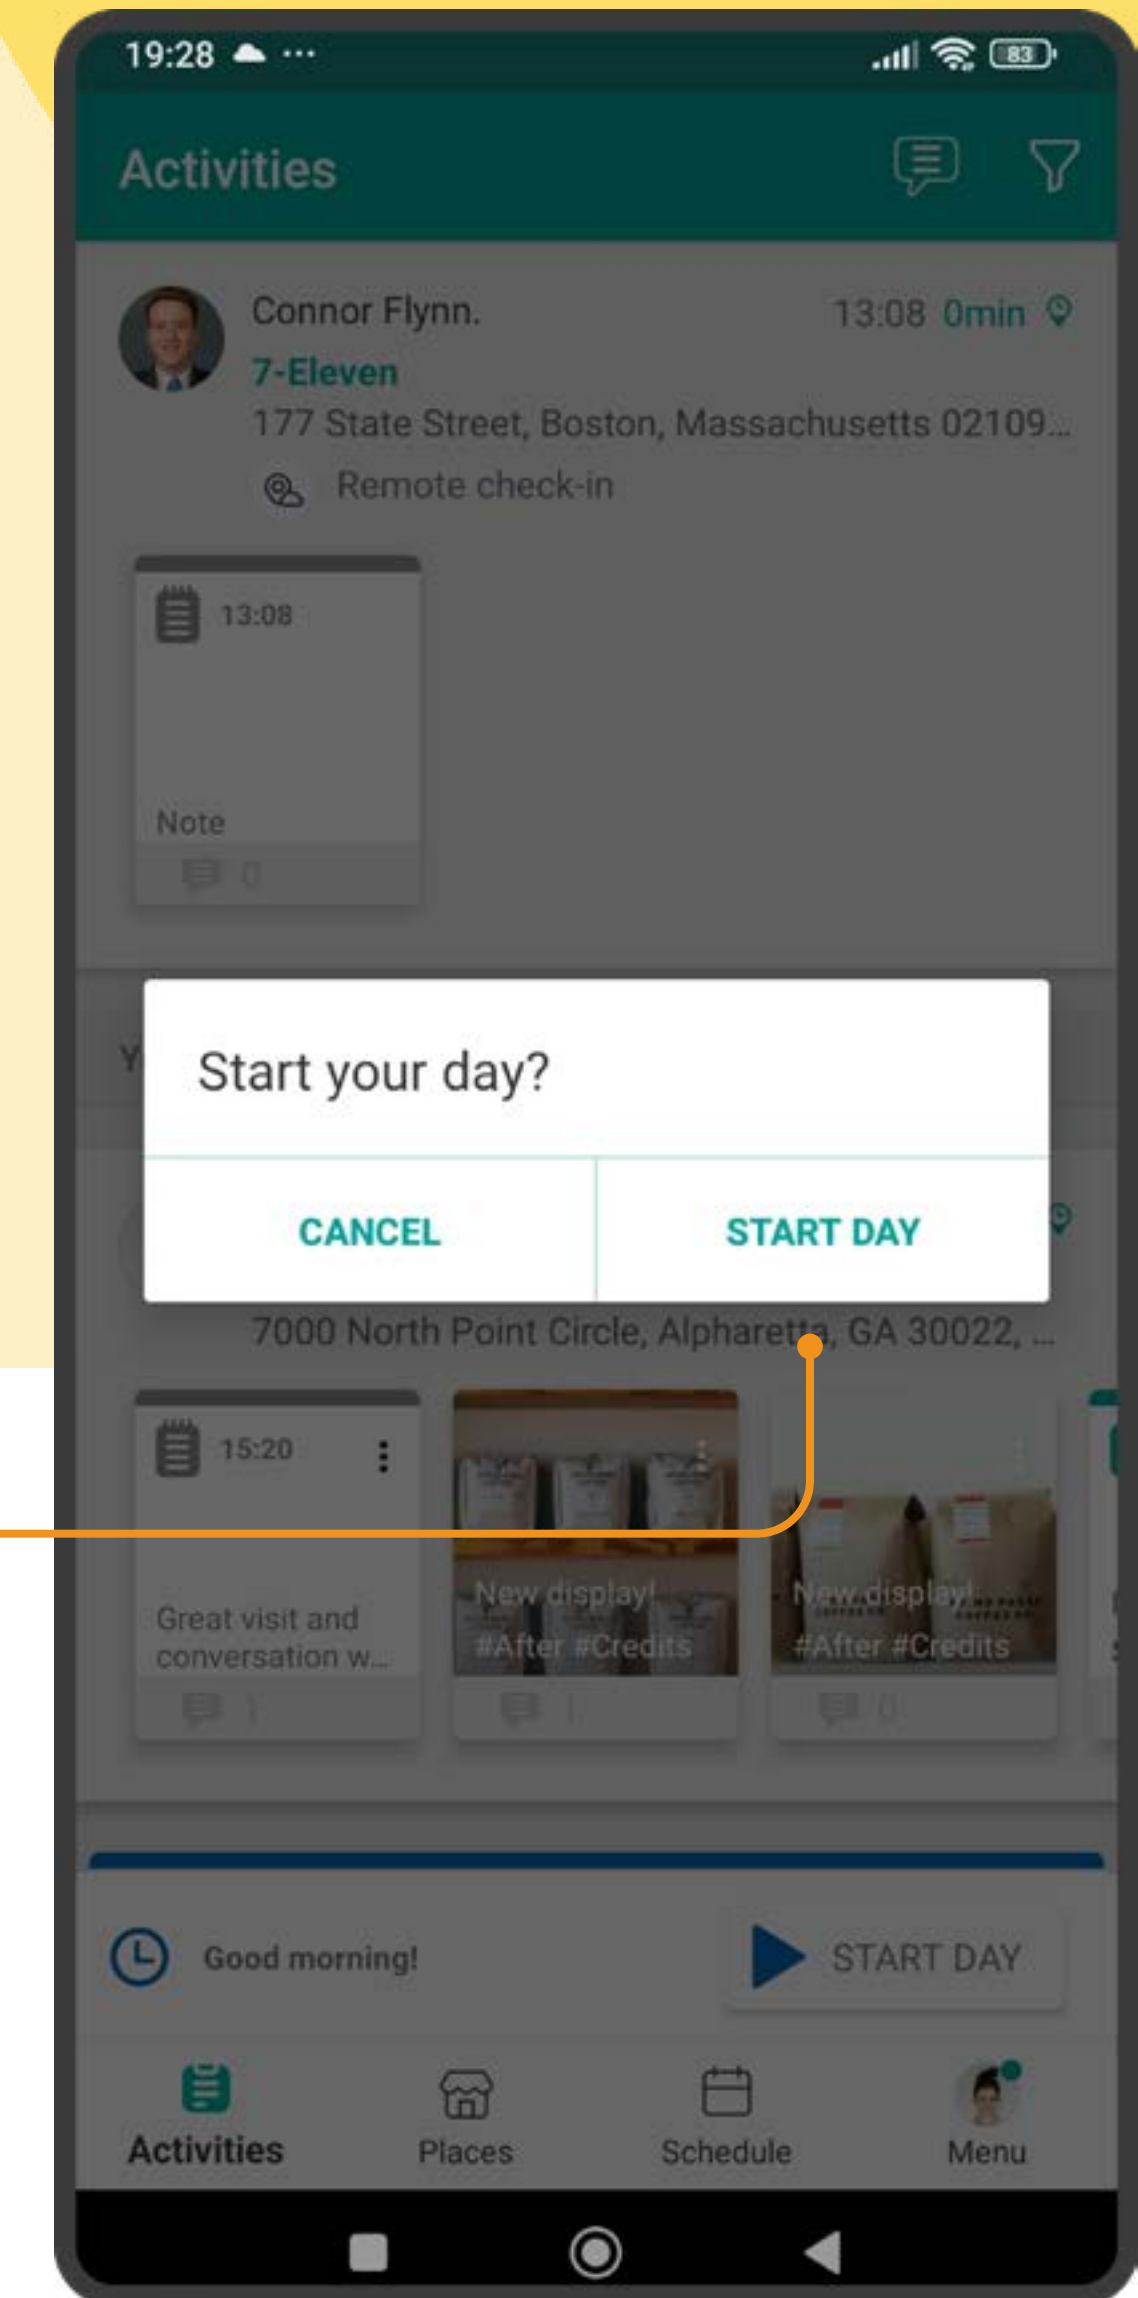 19:28 ...
83
Activities
Connor Flynn.
13:08 0min
7-Eleven
177 State Street, Boston, Massachusetts 02109...
Remote check-in
13:08
Note
0
Y
Start your day?
CANCEL
START DAY
7000 North Point Circle, Alpharetta, GA 30022, ...
15:20
Great visit and
conversation w...
1
New display!
#After #Credits
1
New display!
#After #Credits
0
Good morning!
START DAY
Activities
Places
Schedule
Menu